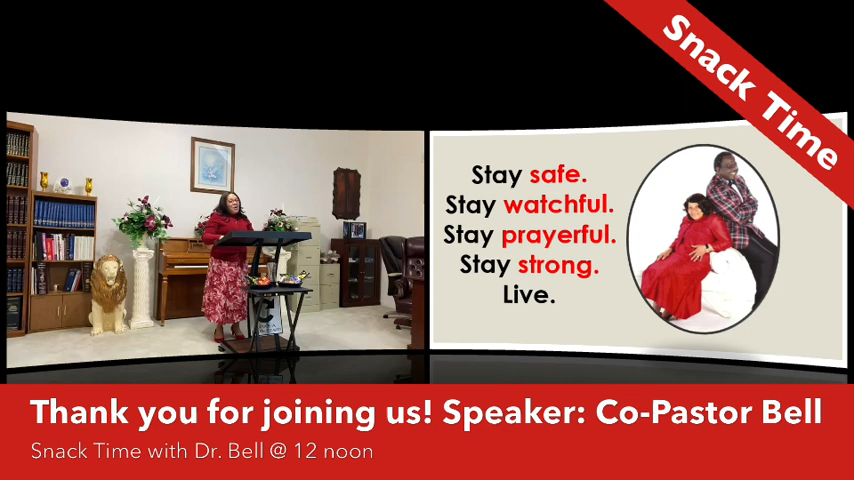 Snack Time
Stay safe.
Stay watchful.
Stay prayerful.
Stay strong.
Live.
Thank you for joining us! Speaker: Co-Pastor Bell
Snack Time with Dr. Bell @ 12 noon